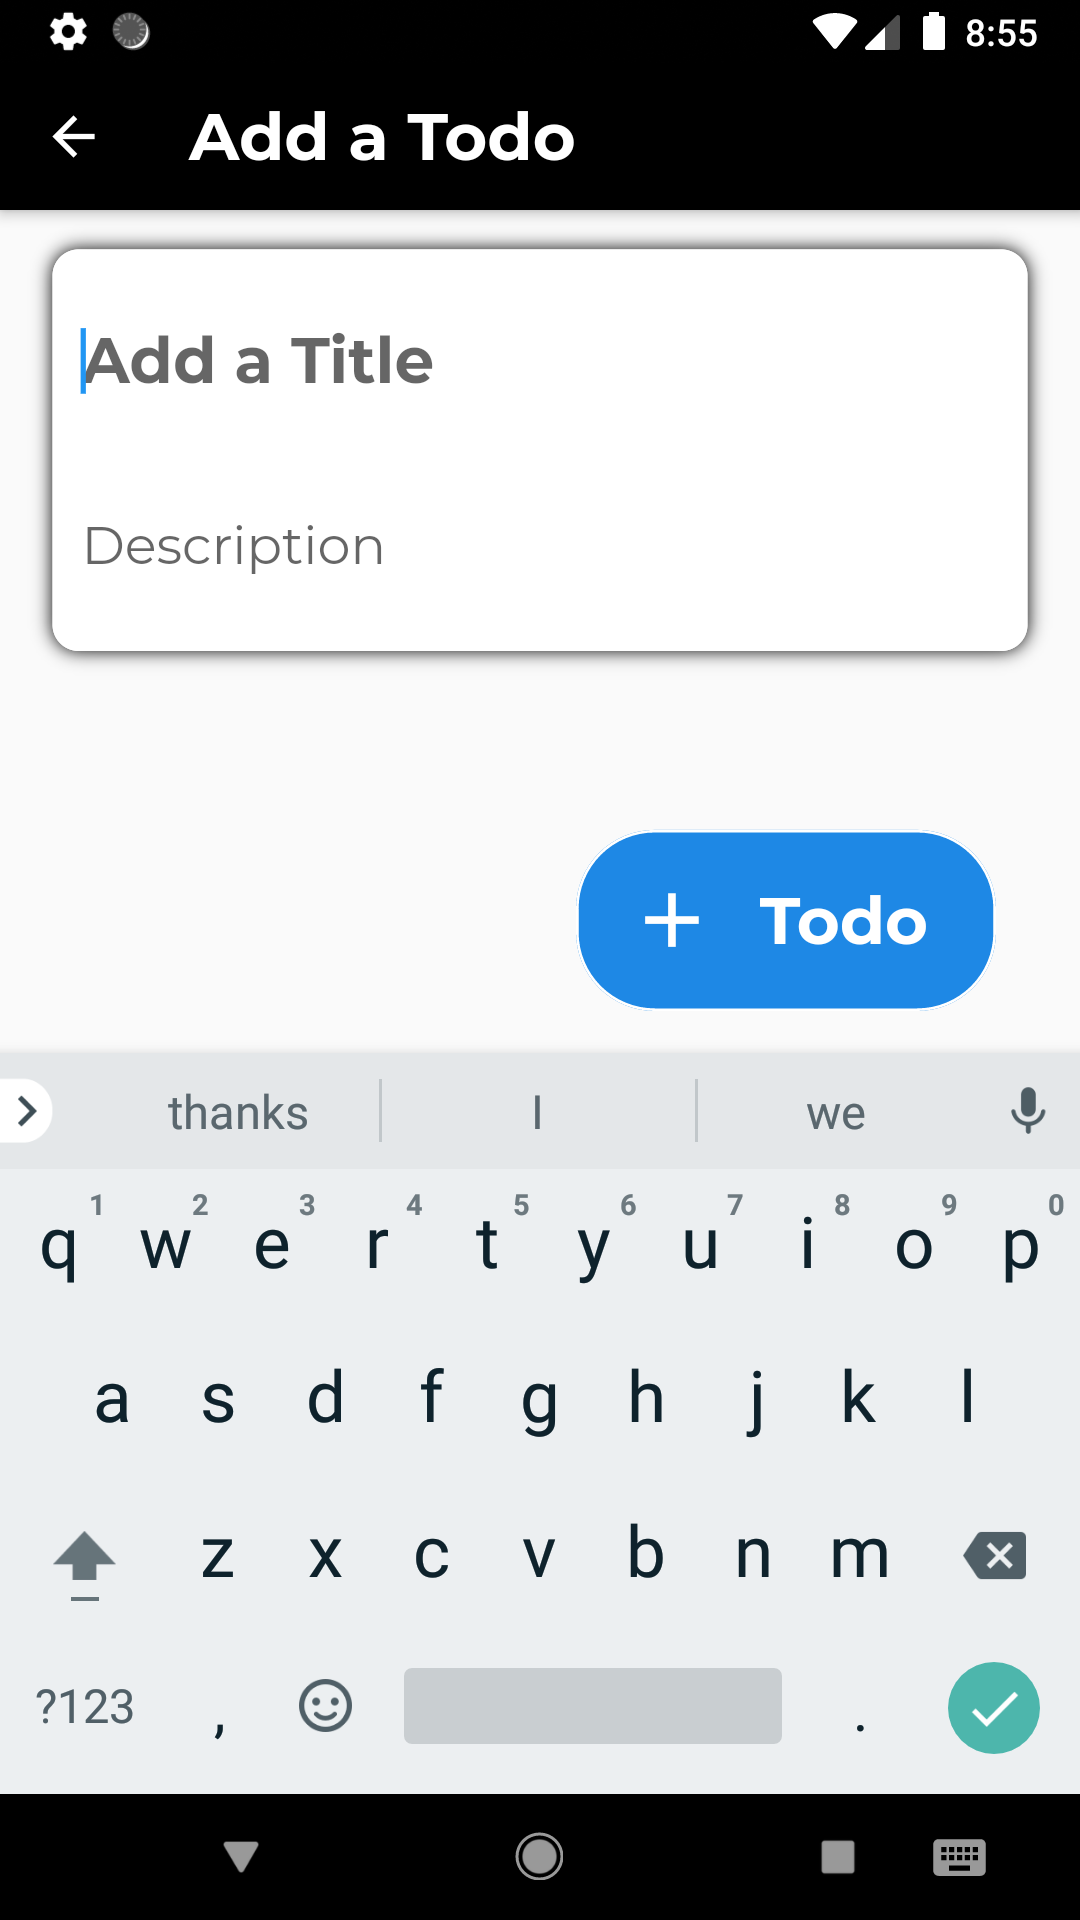 8:55
Add a Todo
Add a Title
Description
+ Todo
thanks I we
1 2 3 4 5 6 7 8 9 0
q w e r t y u i o p
a s d f g h j k l
z x c v b n m
?123 , .